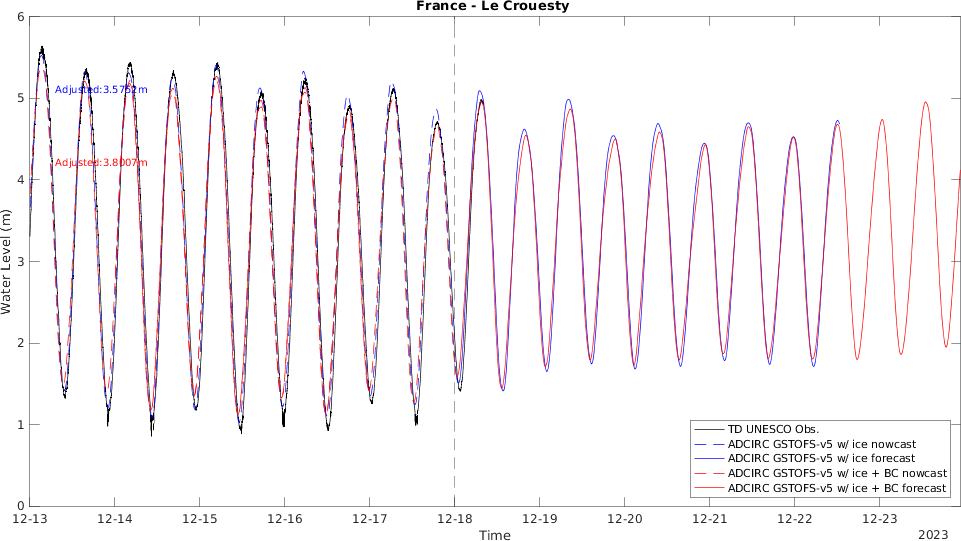 France - Le Crouesty
Water Level (m)
6
5
4
3
2
1
0
Adjusted:3.5752m
Adjusted:3.8007m
TD UNESCO Obs.
ADCIRC GSTOFS-v5 w/ ice nowcast
ADCIRC GSTOFS-v5 w/ ice forecast
ADCIRC GSTOFS-v5 w/ ice + BC nowcast
ADCIRC GSTOFS-v5 w/ ice + BC forecast
12-13 12-14 12-15 12-16 12-17 12-18 12-19 12-20 12-21 12-22 12-23
Time
2023